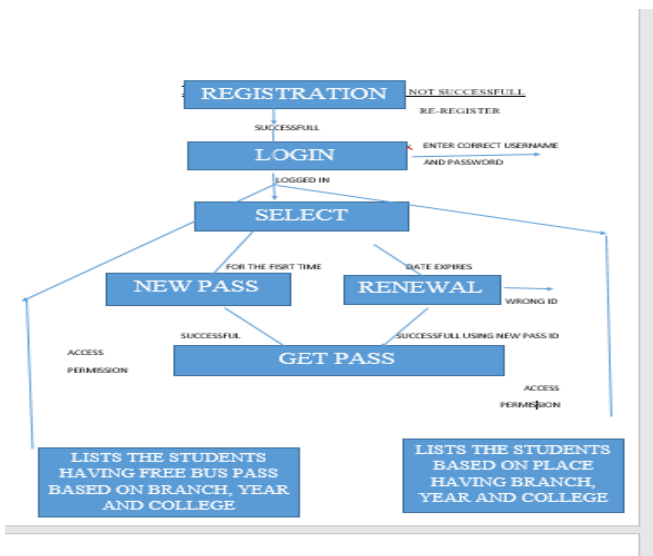 REGISTRATION
NOT SUCCESSFULL
RE-REGISTER
SUCCESSFULL
LOGIN
ENTER CORRECT USERNAME
AND PASSWORD
LOGGED IN
SELECT
FOR THE FISRT TIME
DATE EXPIRES
NEW PASS
RENEWAL
WRONG ID
SUCCESSFUL
SUCCESSFULL USING NEW PASS ID
ACCESS
PERMISSION
GET PASS
ACCESS
PERMISSION
LISTS THE STUDENTS
HAVING FREE BUS PASS
BASED ON BRANCH, YEAR
AND COLLEGE
LISTS THE STUDENTS
BASED ON PLACE
HAVING BRANCH,
YEAR AND COLLEGE